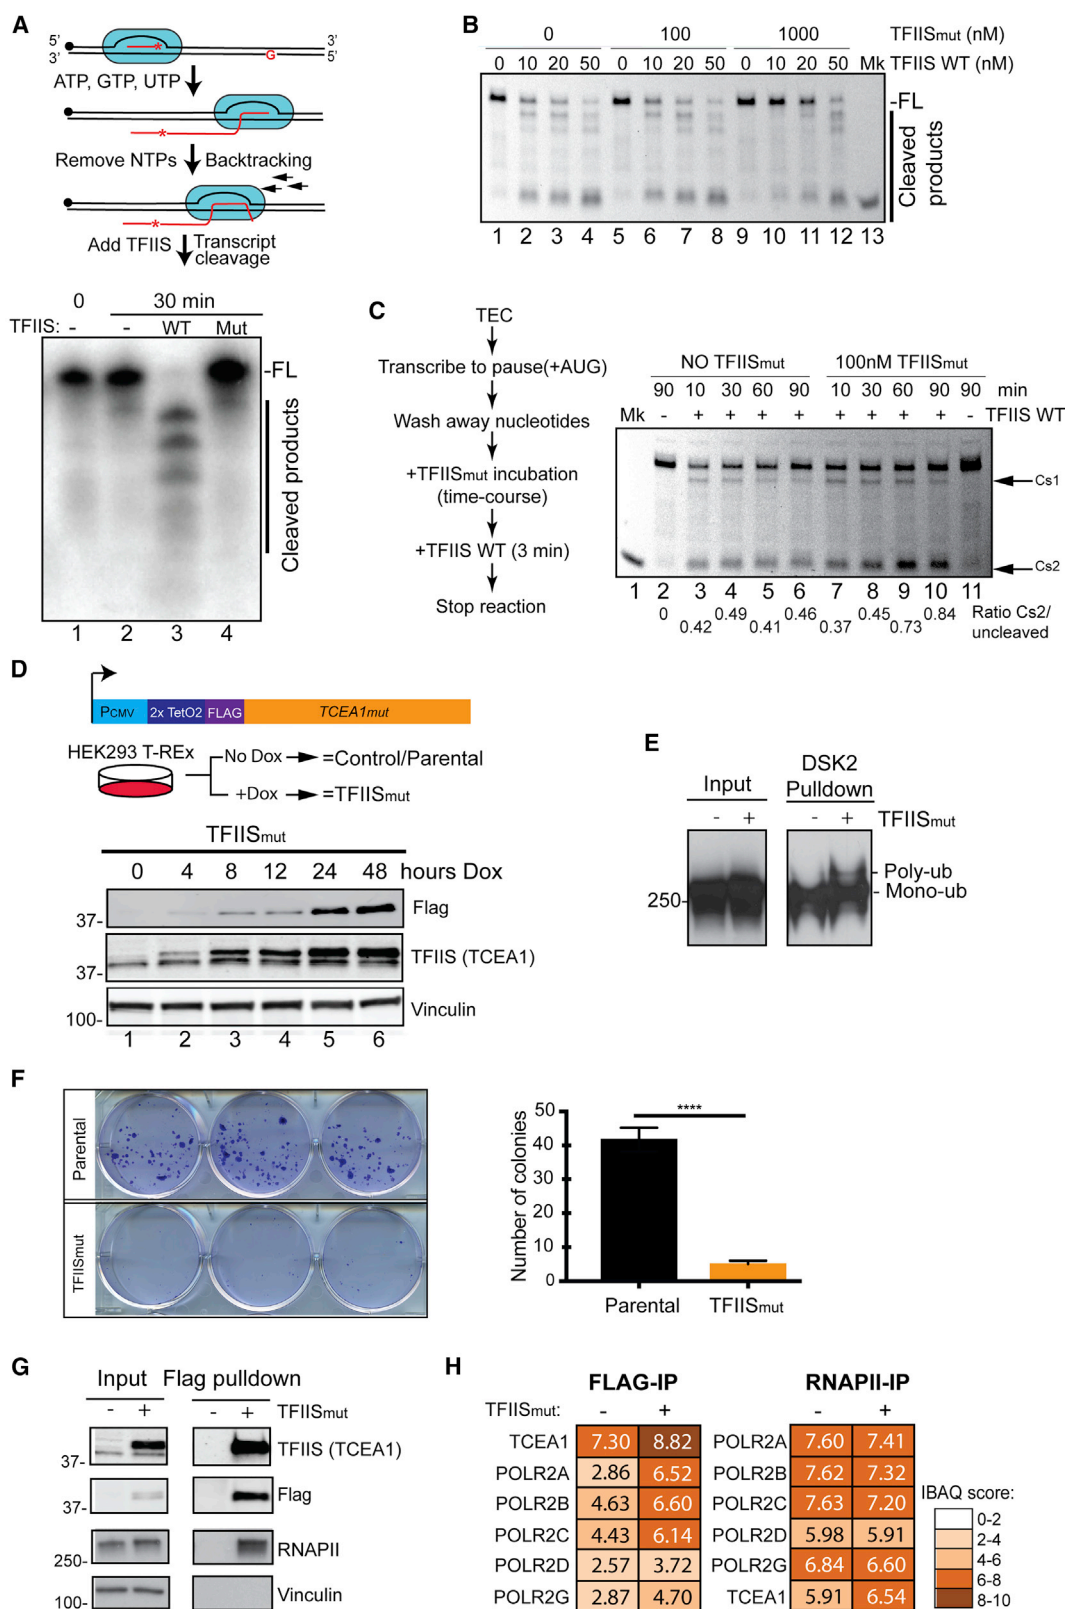 A
5' 3'
3' 5'
G
ATP, GTP, UTP
Remove NTPs Backtracking
Add TFIIS Transcript cleavage
0 30 min
TFIIS: - - WT Mut
-FL
Cleaved products
1 2 3 4
B
0 100 1000 TFIISmut (nM)
0 10 20 50 0 10 20 50 0 10 20 50 Mk TFIIS WT (nM)
-FL
Cleaved products
1 2 3 4 5 6 7 8 9 10 11 12 13
C
TEC
Transcribe to pause(+AUG)
Wash away nucleotides
+TFIISmut incubation
(time-course)
+TFIIS WT (3 min)
Stop reaction
NO TFIISmut 100nM TFIISmut
90 10 30 60 90 10 30 60 90 90 min
Mk - + + + + + + + + - TFIIS WT
Cs1
Cs2
1 2 3 4 5 6 7 8 9 10 11
0 0.42 0.49 0.41 0.46 0.37 0.45 0.73 0.84 Ratio Cs2/
uncleaved
D
PCMV 2x TetO2 FLAG TCEA1mut
HEK293 T-REx
No Dox =Control/Parental
+Dox =TFIISmut
TFIISmut
0 4 8 12 24 48 hours Dox
37- Flag
37- TFIIS (TCEA1)
100- Vinculin
1 2 3 4 5 6
E
Input DSK2 Pulldown
- + - + TFIISmut
Poly-ub
250- Mono-ub
F
Parental
TFIISmut
Number of colonies
50
40
30
20
10
0
****
Parental TFIISmut
G
Input Flag pulldown
- + - + TFIISmut
37- TFIIS (TCEA1)
37- Flag
250- RNAPII
100- Vinculin
H
FLAG-IP RNAPII-IP
TFIISmut: - + - +
TCEA1 7.30 8.82 POLR2A 7.60 7.41
POLR2A 2.86 6.52 POLR2B 7.62 7.32
POLR2B 4.63 6.60 POLR2C 7.63 7.20
POLR2C 4.43 6.14 POLR2D 5.98 5.91
POLR2D 2.57 3.72 POLR2G 6.84 6.60
POLR2G 2.87 4.70 TCEA1 5.91 6.54
IBAQ score:
0-2
2-4
4-6
6-8
8-10